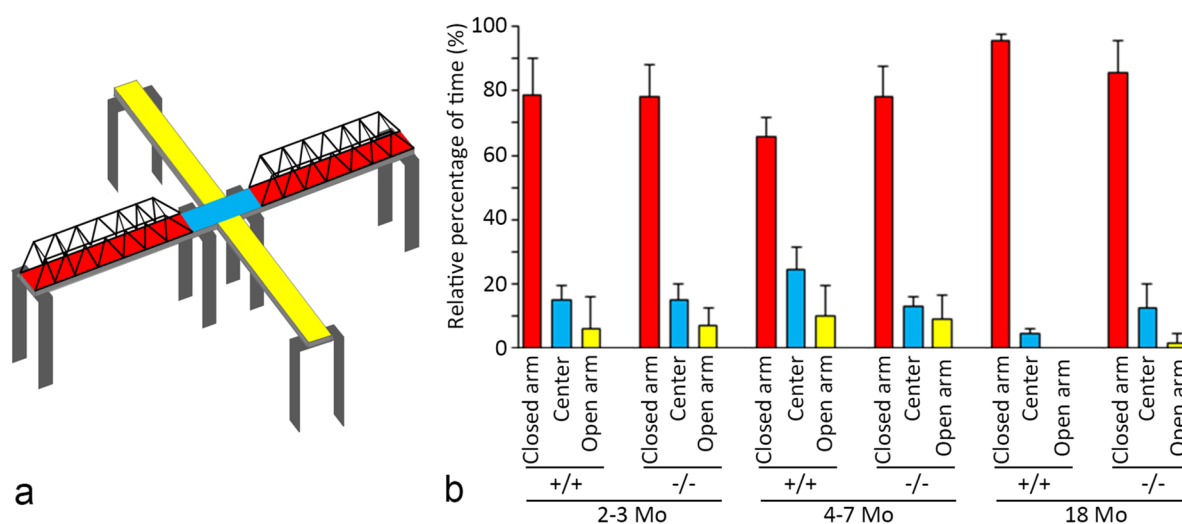 a
b
Relative percentage of time (%)
100
80
60
40
20
0
Closed arm
Center
Open arm
Closed arm
Center
Open arm
Closed arm
Center
Open arm
Closed arm
Center
Open arm
Closed arm
Center
Open arm
Closed arm
Center
Open arm
+/+ -/- +/+ -/- +/+ -/-
2-3 Mo 4-7 Mo 18 Mo